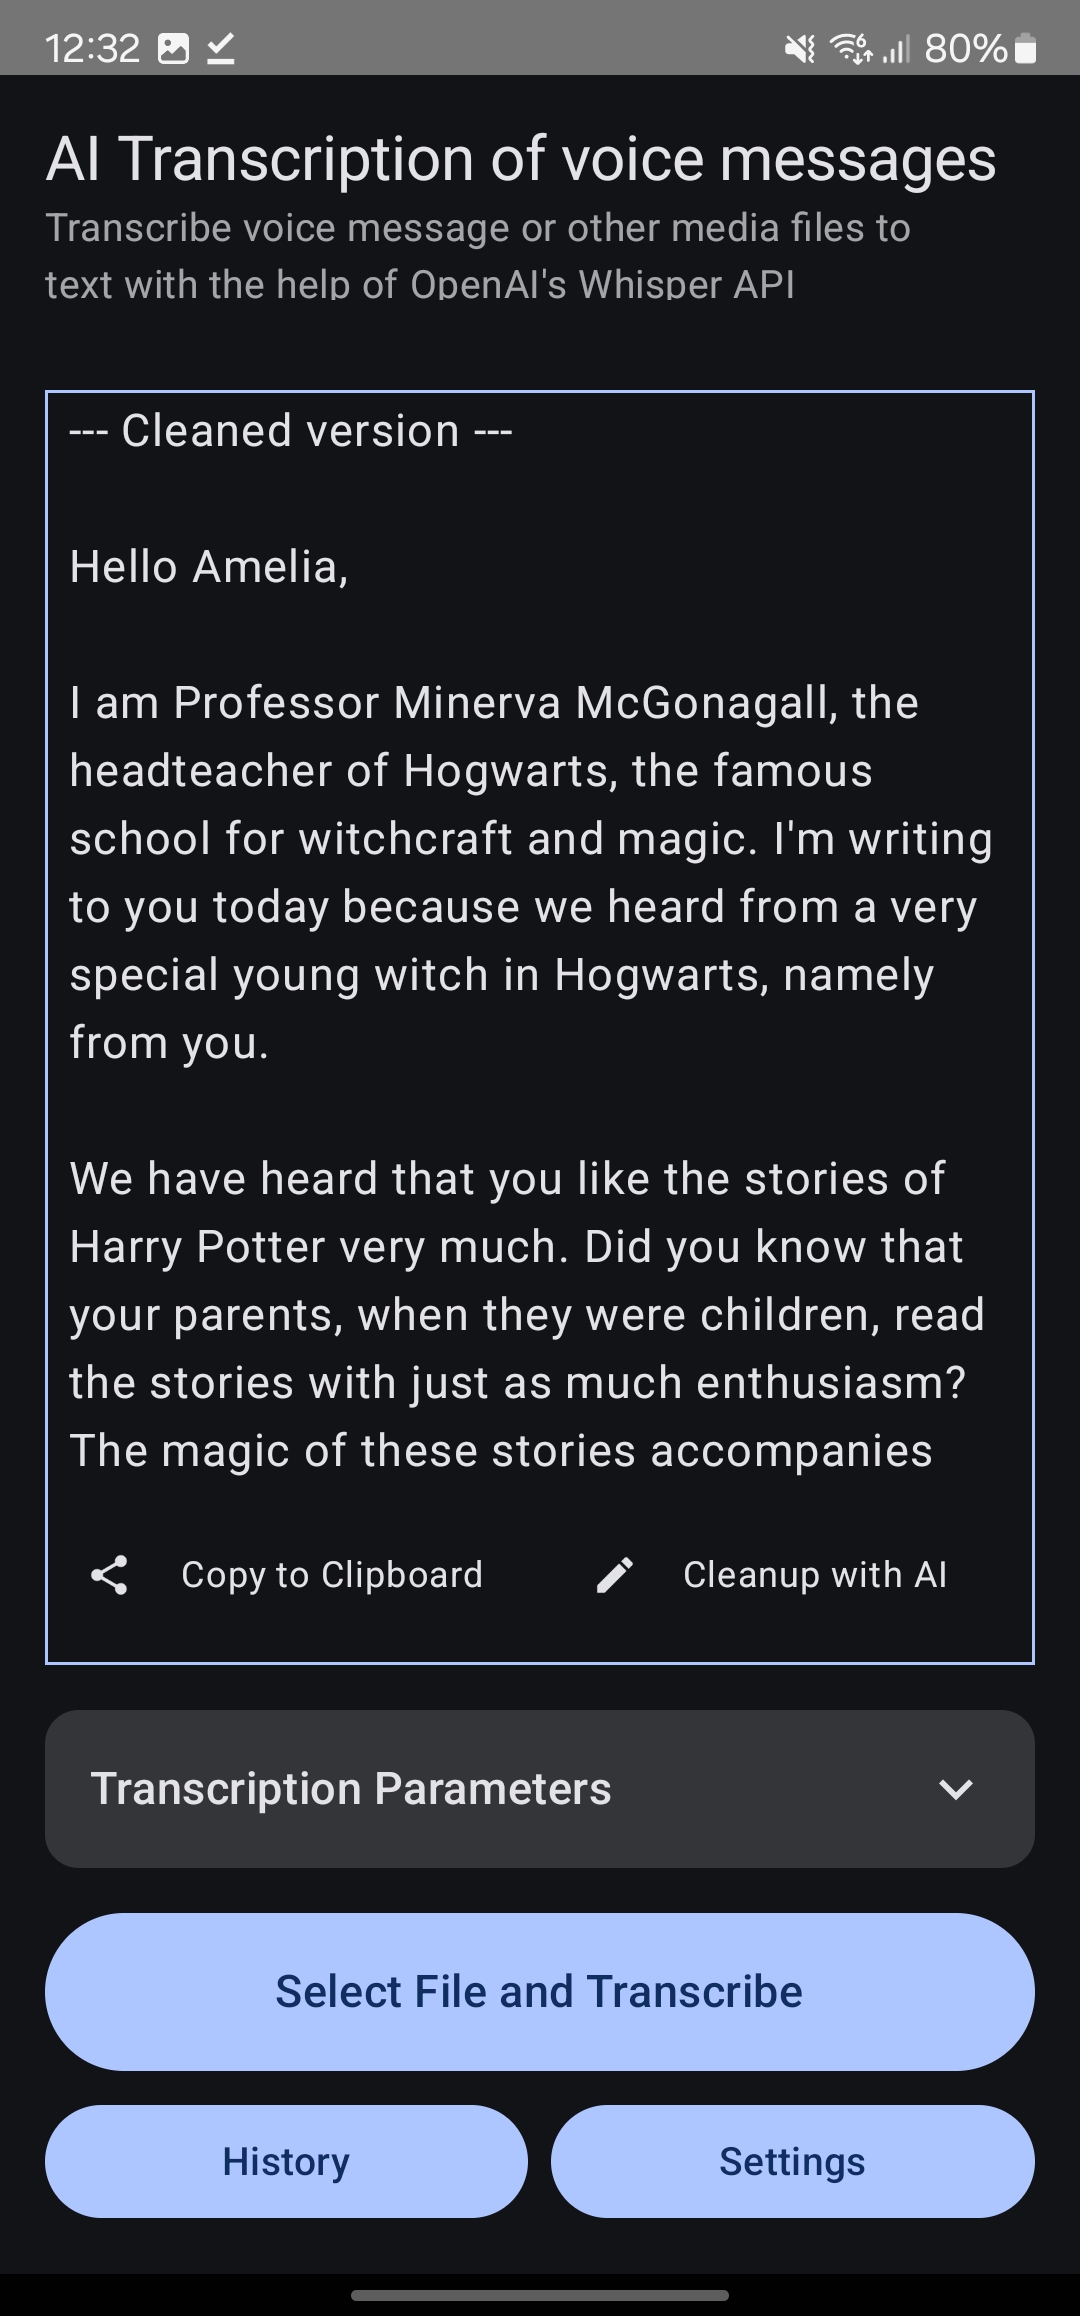 12:32
80%
AI Transcription of voice messages
Transcribe voice message or other media files to
text with the help of OpenAI's Whisper API
--- Cleaned version ---
Hello Amelia,
I am Professor Minerva McGonagall, the
headteacher of Hogwarts, the famous
school for witchcraft and magic. I'm writing
to you today because we heard from a very
special young witch in Hogwarts, namely
from you.
We have heard that you like the stories of
Harry Potter very much. Did you know that
your parents, when they were children, read
the stories with just as much enthusiasm?
The magic of these stories accompanies
Copy to Clipboard
Cleanup with AI
Transcription Parameters
Select File and Transcribe
History
Settings